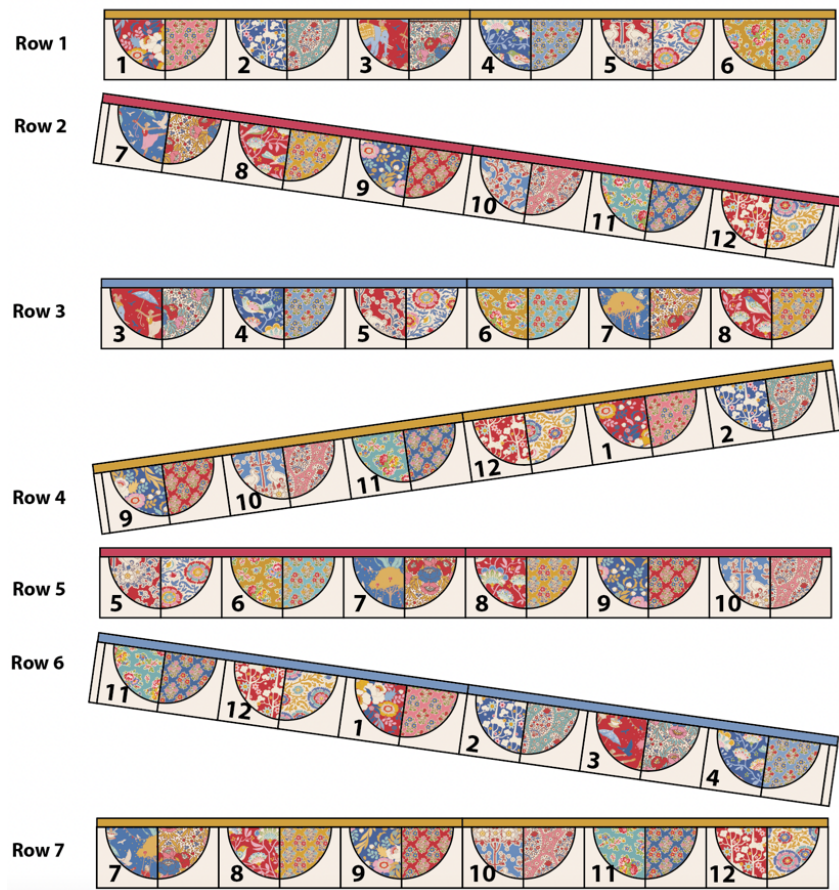 Row 1
1 2 3 4 5 6
Row 2
7 8 9 10 11 12
Row 3
3 4 5 6 7 8
Row 4
9 10 11 12 1 2
Row 5
5 6 7 8 9 10
Row 6
11 12 1 2 3 4
Row 7
7 8 9 10 11 12